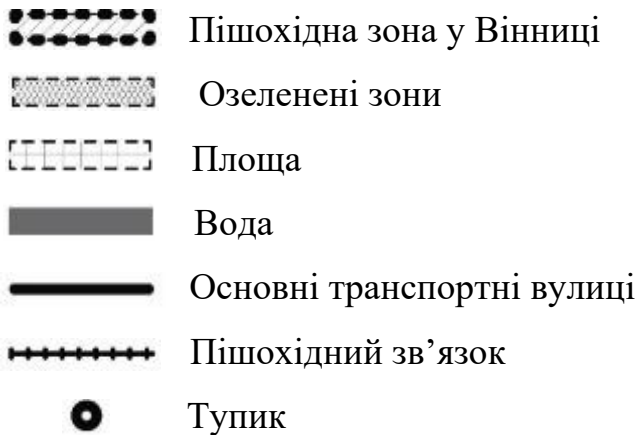 Пішохідна зона у Вінниці
Озеленені зони
Площа
Вода
Основні транспортні вулиці
Пішохідний зв’язок
Тупик